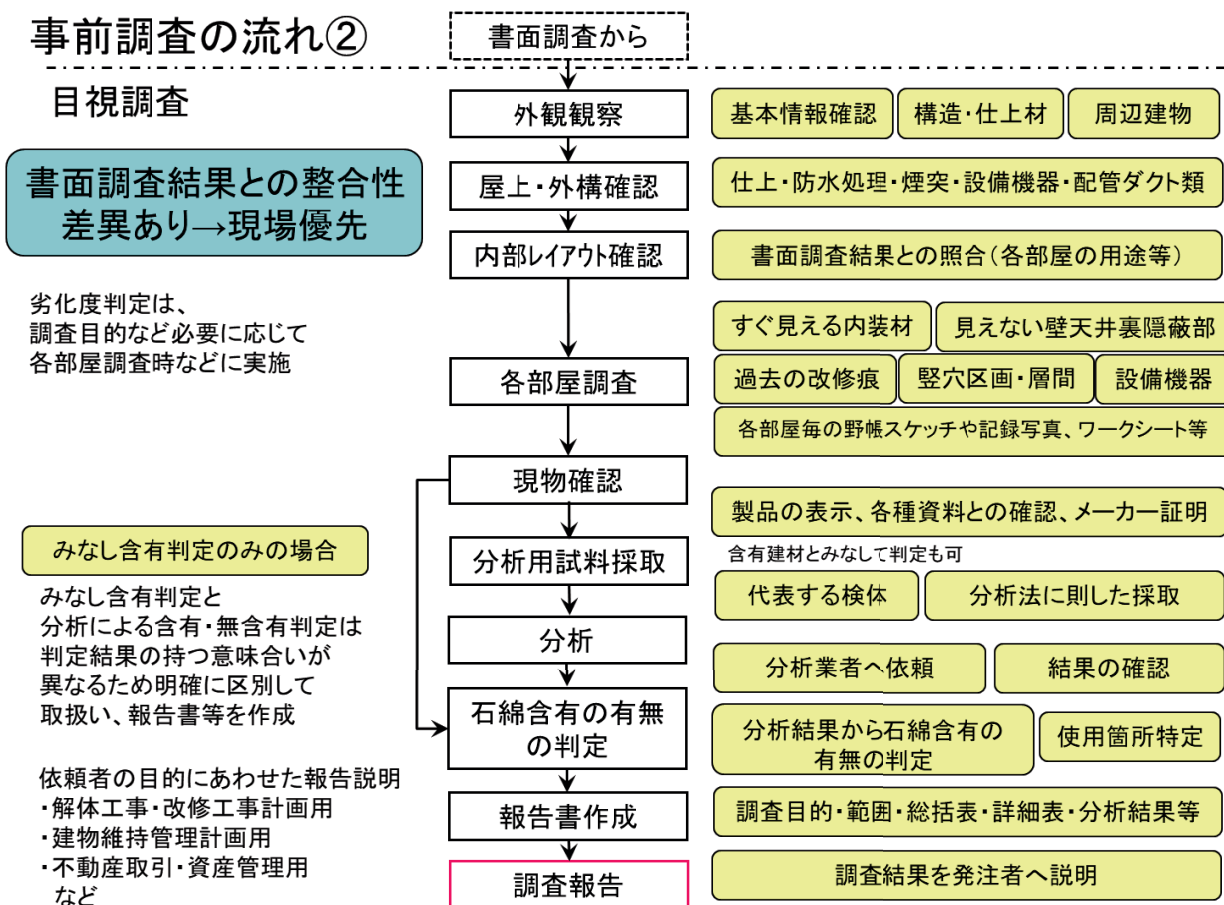 事前調査の流れ②
書面調査から
目視調査
外観観察
基本情報確認
構造・仕上材
周辺建物
書面調査結果との整合性
差異あり→現場優先
屋上・外構確認
仕上・防水処理・煙突・設備機器・配管ダクト類
内部レイアウト確認
書面調査結果との照合（各部屋の用途等）
劣化度判定は、
調査目的など必要に応じて
各部屋調査時などに実施
すぐ見える内装材
見えない壁天井裏隠蔽部
各部屋調査
過去の改修痕
竪穴区画・層間
設備機器
各部屋毎の野帳スケッチや記録写真、ワークシート等
現物確認
製品の表示、各種資料との確認、メーカー証明
みなし含有判定のみの場合
分析用試料採取
含有建材とみなして判定も可
代表する検体
分析法に則した採取
みなし含有判定と
分析による含有・無含有判定は
判定結果の持つ意味合いが
異なるため明確に区別して
取扱い、報告書等を作成
分析
分析業者へ依頼
結果の確認
石綿含有の有無
の判定
分析結果から石綿含有の
有無の判定
使用箇所特定
依頼者の目的にあわせた報告説明
・解体工事・改修工事計画用
・建物維持管理計画用
・不動産取引・資産管理用
など
報告書作成
調査目的・範囲・総括表・詳細表・分析結果等
調査報告
調査結果を発注者へ説明